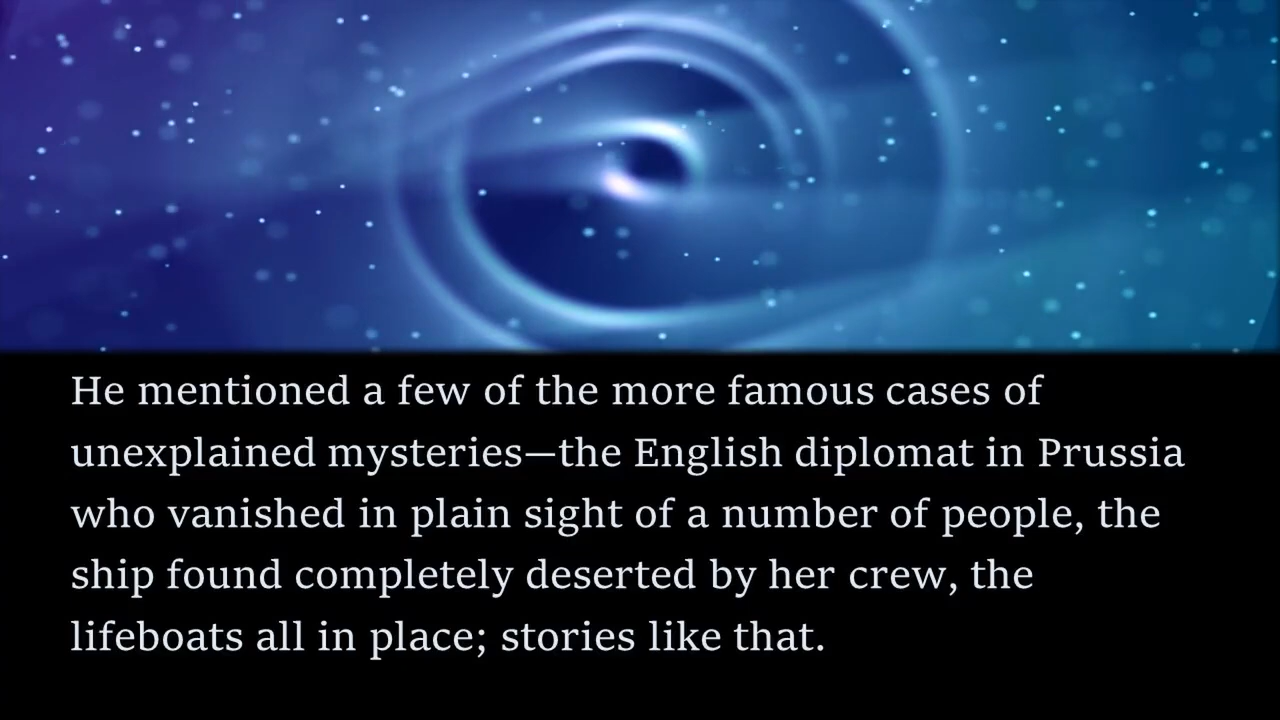 He mentioned a few of the more famous cases of
unexplained mysteries—the English diplomat in Prussia
who vanished in plain sight of a number of people, the
ship found completely deserted by her crew, the
lifeboats all in place; stories like that.